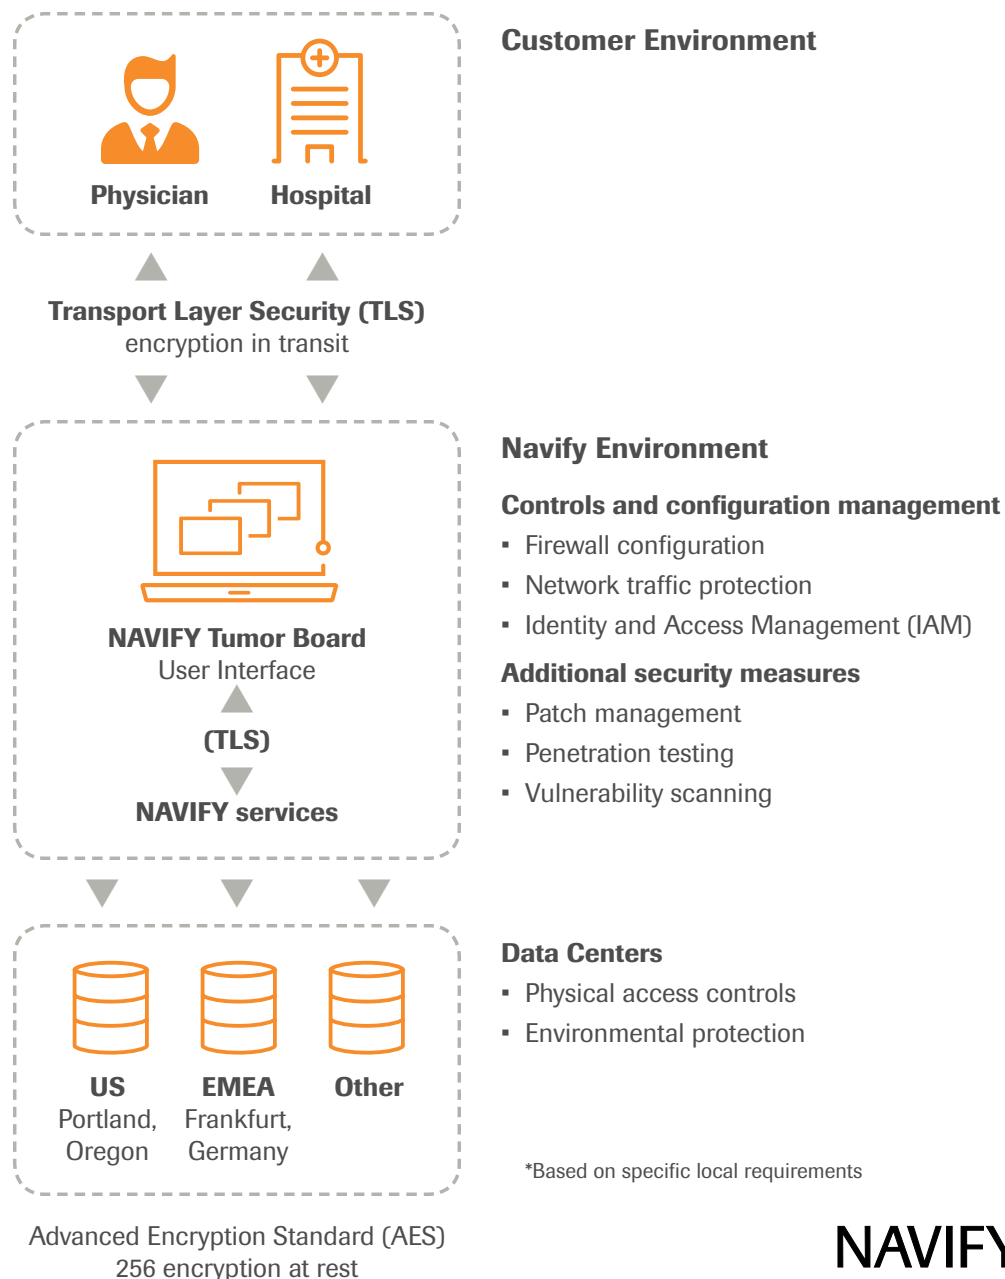 Customer Environment
Physician
Hospital
Transport Layer Security (TLS)
encryption in transit
Navify Environment
Controls and configuration management
▪ Firewall configuration
▪ Network traffic protection
▪ Identity and Access Management (IAM)
Additional security measures
▪ Patch management
▪ Penetration testing
▪ Vulnerability scanning
NAVIFY Tumor Board
User Interface
(TLS)
NAVIFY services
Data Centers
▪ Physical access controls
▪ Environmental protection
US
Portland,
Oregon
EMEA
Frankfurt,
Germany
Other
*Based on specific local requirements
Advanced Encryption Standard (AES)
256 encryption at rest
NAVIFY